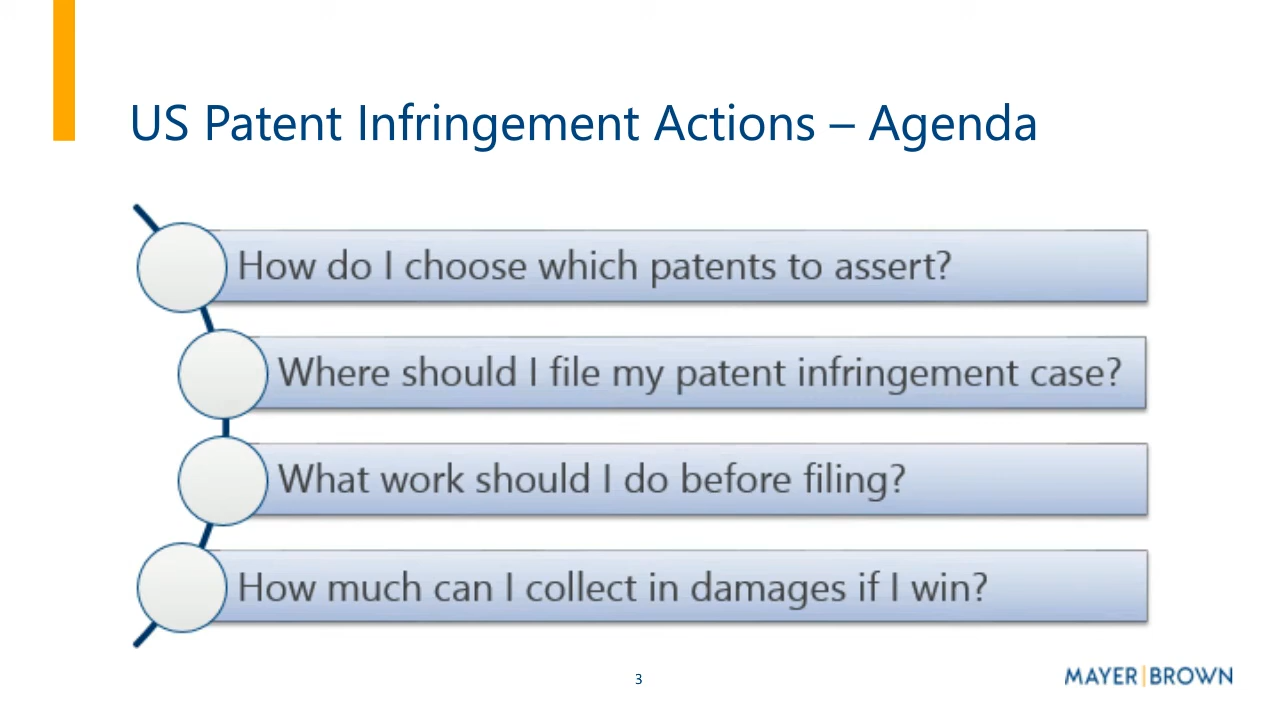 US Patent Infringement Actions – Agenda
How do I choose which patents to assert?
Where should I file my patent infringement case?
What work should I do before filing?
How much can I collect in damages if I win?
3
MAYER|BROWN